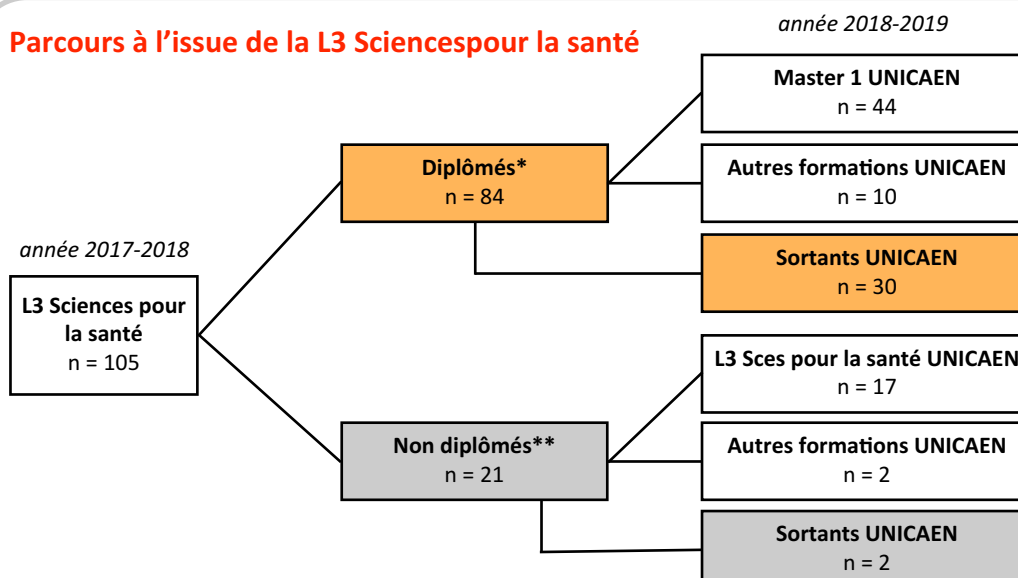 Parcours à l'issue de la L3 Sciencespour la santé
année 2018-2019
Master 1 UNICAEN
n = 44
Diplômés*
n = 84
Autres formations UNICAEN
n = 10
Sortants UNICAEN
n = 30
année 2017-2018
L3 Sciences pour
la santé
n = 105
L3 Sces pour la santé UNICAEN
n = 17
Non diplômés**
n = 21
Autres formations UNICAEN
n = 2
Sortants UNICAEN
n = 2